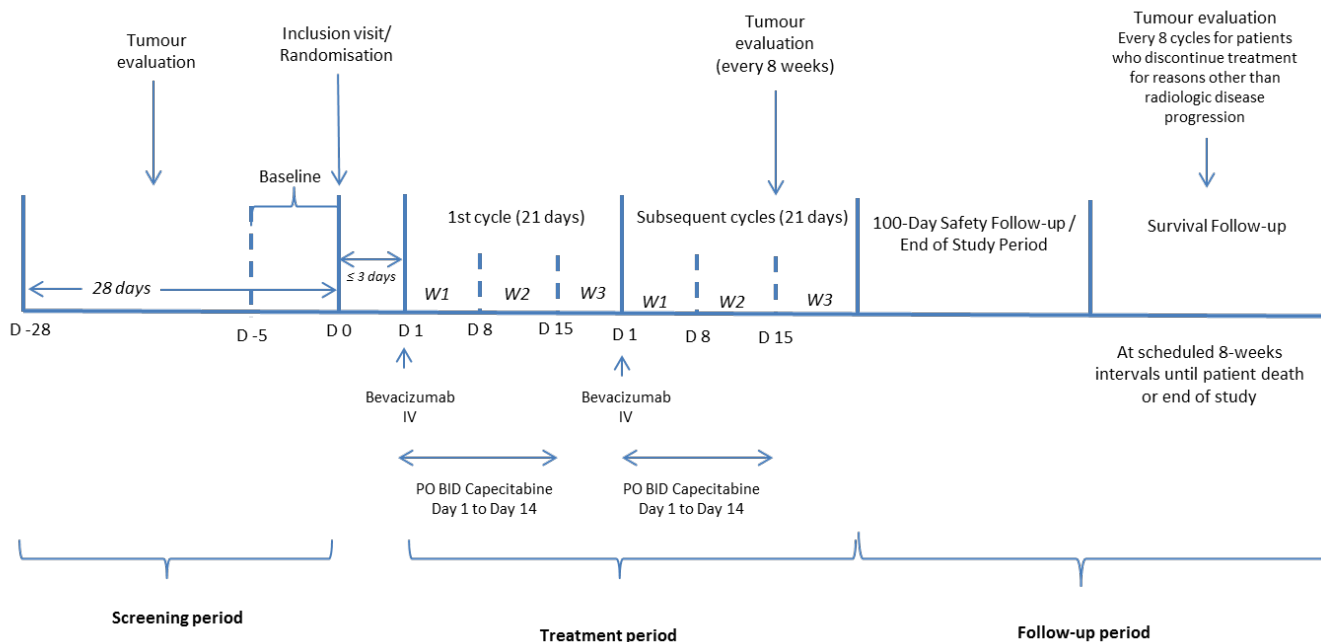 Tumour
evaluation
Inclusion visit/
Randomisation
Tumour
evaluation
(every 8 weeks)
Tumour evaluation
Every 8 cycles for patients
who discontinue treatment
for reasons other than
radiologic disease
progression
Baseline
1st cycle (21 days)
Subsequent cycles (21 days)
100-Day Safety Follow-up /
End of Study Period
Survival Follow-up
28 days
≤ 3 days
W1
W2
W3
W1
W2
W3
D -28
D -5
D 0
D 1
D 8
D 15
D 1
D 8
D 15
Bevacizumab
IV
Bevacizumab
IV
At scheduled 8-weeks
intervals until patient death
or end of study
PO BID Capecitabine
Day 1 to Day 14
PO BID Capecitabine
Day 1 to Day 14
Screening period
Treatment period
Follow-up period